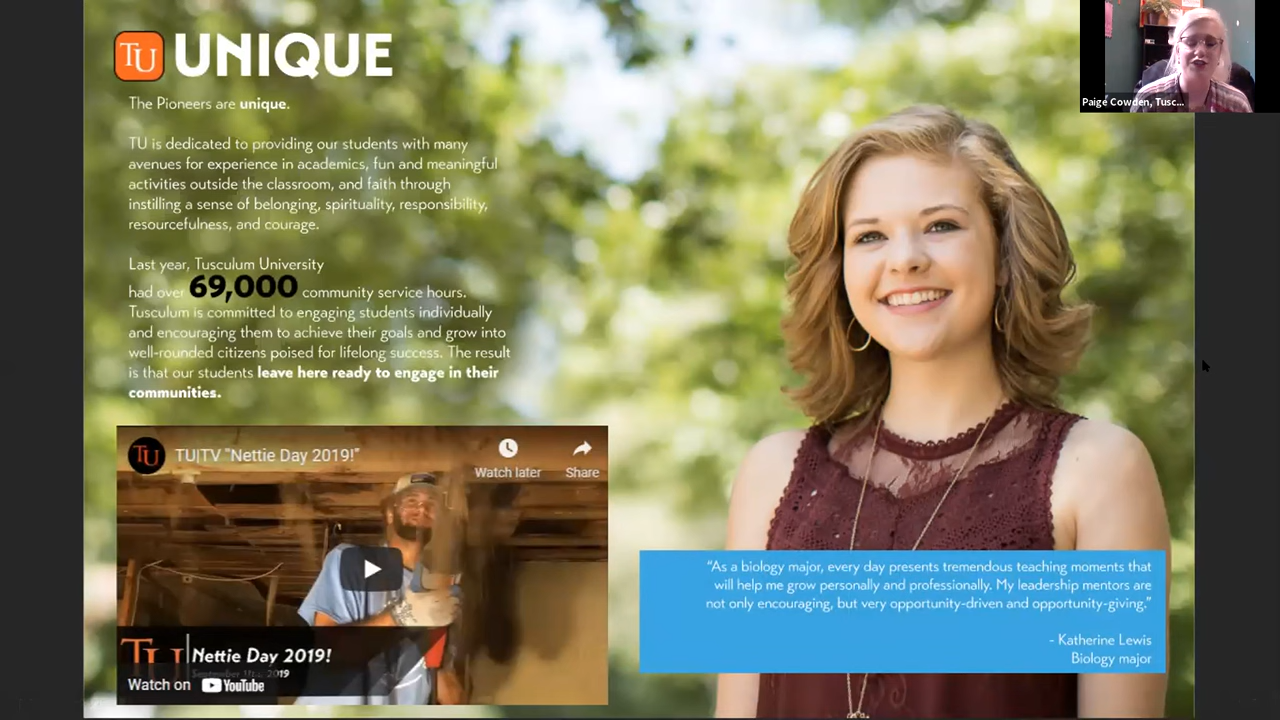 TU UNIQUE
The Pioneers are unique.
TU is dedicated to providing our students with many
avenues for experience in academics, fun and meaningful
activities outside the classroom, and faith through
instilling a sense of belonging, spirituality, responsibility,
resourcefulness, and courage.
Last year, Tusculum University
had over 69,000 community service hours.
Tusculum is committed to engaging students individually
and encouraging them to achieve their goals and grow into
well-rounded citizens poised for lifelong success. The result
is that our students leave here ready to engage in their
communities.
TU TU|TV "Nettie Day 2019!"
Watch later
Share
TU Nettie Day 2019!
2019
Watch on YouTube
“As a biology major, every day presents tremendous teaching moments that
will help me grow personally and professionally. My leadership mentors are
not only encouraging, but very opportunity-driven and opportunity-giving.”
- Katherine Lewis
Biology major
Paige Cowden, Tusc...